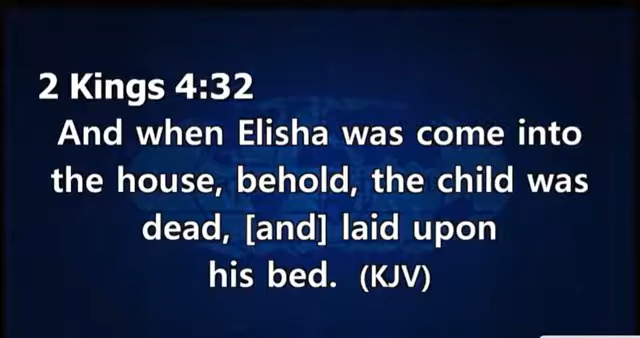 2 Kings 4:32
And when Elisha was come into
the house, behold, the child was
dead, [and] laid upon
his bed. (KJV)